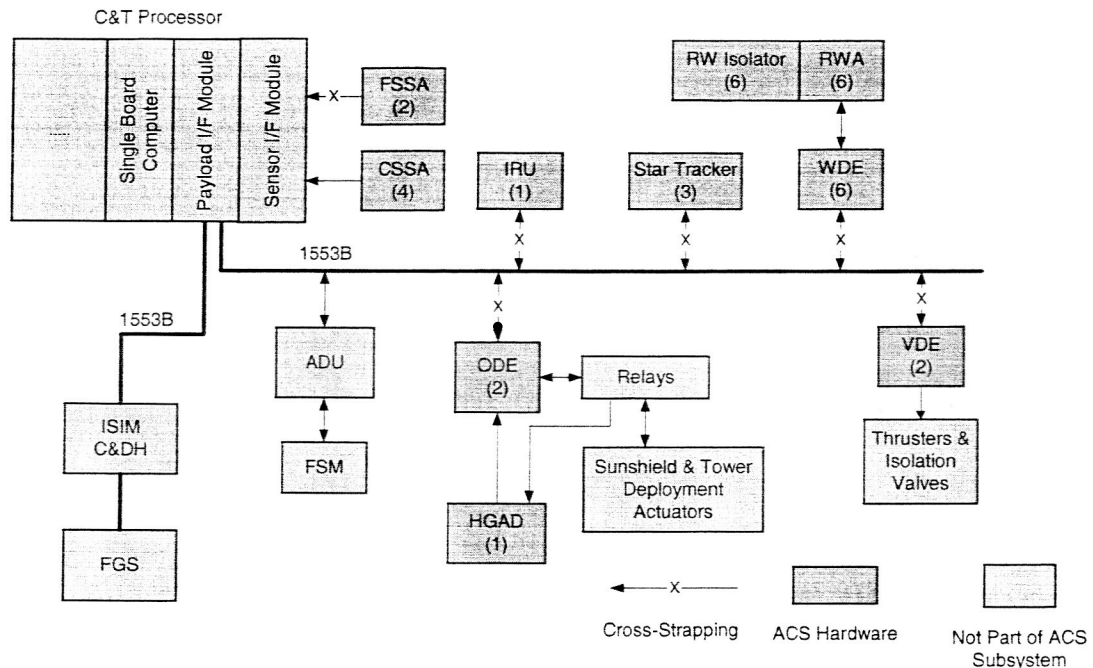 C&T Processor
.....
Single Board
Computer
Payload I/F Module
Sensor I/F Module
X
FSSA
(2)
CSSA
(4)
RW Isolator
(6)
RWA
(6)
IRU
(1)
Star Tracker
(3)
WDE
(6)
X
X
X
1553B
1553B
X
X
ADU
ODE
(2)
Relays
VDE
(2)
ISIM
C&DH
FSM
Sunshield & Tower
Deployment
Actuators
Thrusters &
Isolation
Valves
HGAD
(1)
FGS
X
Cross-Strapping
ACS Hardware
Not Part of ACS
Subsystem